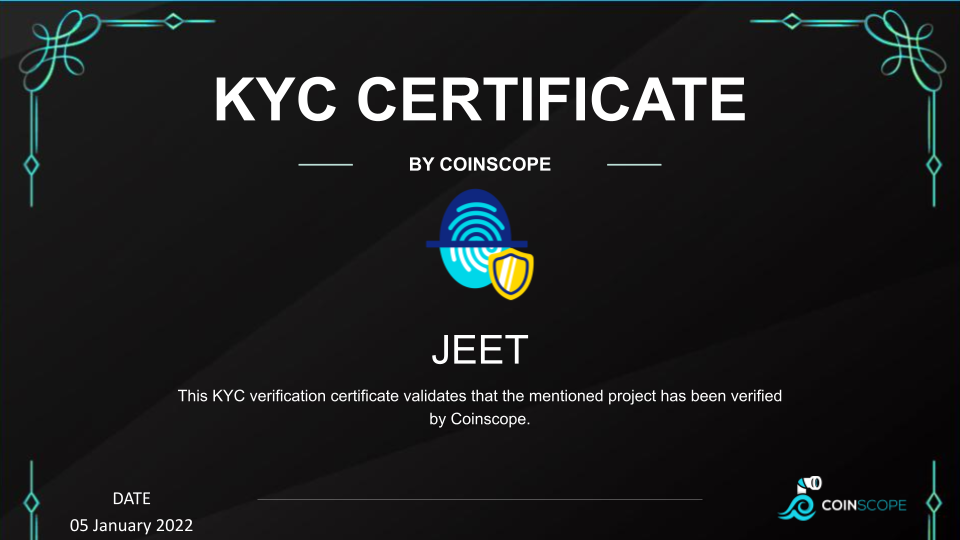 KYC CERTIFICATE
BY COINSCOPE
JEET
This KYC verification certificate validates that the mentioned project has been verified
by Coinscope.
DATE
05 January 2022
COINSCOPE